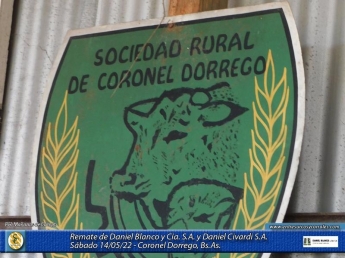 SOCIEDAD RURAL
DE CORONEL DORREGO
Remate de Daniel Blanco y Cía. S.A. y Daniel Civardi S.A.
Sábado 14/05/22 - Coronel Dorrego, Bs.As.